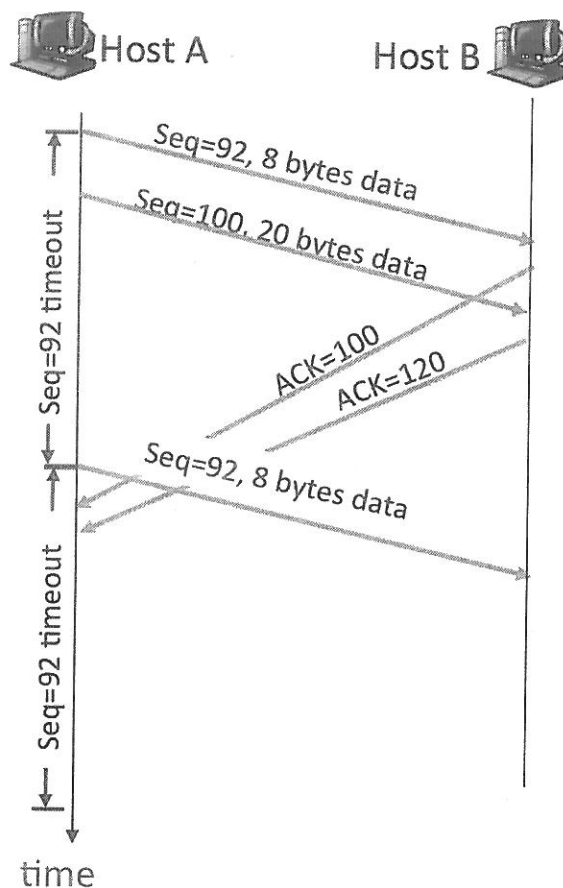 Host A
Host B
Seq=92, 8 bytes data
Seq=100, 20 bytes data
Seq=92 timeout
ACK=100
ACK=120
Seq=92, 8 bytes data
Seq=92 timeout
time